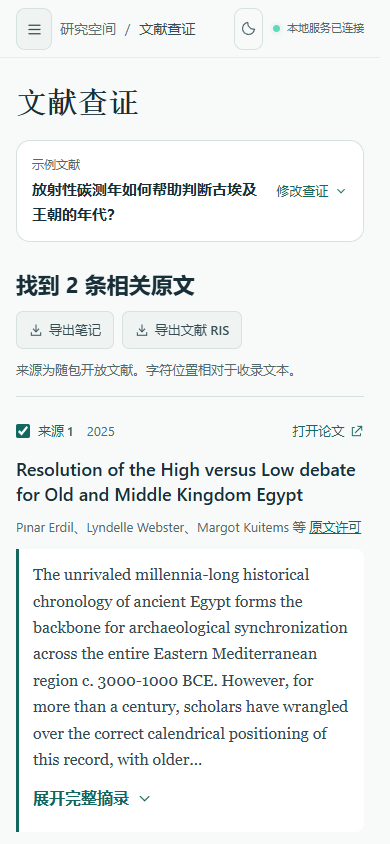 研究空间 / 文献查证
本地服务已连接
文献查证
示例文献
放射性碳测年如何帮助判断古埃及
王朝的年代？
修改查证
找到 2 条相关原文
导出笔记
导出文献 RIS
来源为随包开放文献。字符位置相对于收录文本。
来源 1 2025
打开论文
Resolution of the High versus Low debate
for Old and Middle Kingdom Egypt
Pınar Erdil、Lyndelle Webster、Margot Kuitems 等 原文许可
The unrivaled millennia-long historical
chronology of ancient Egypt forms the
backbone for archaeological synchronization
across the entire Eastern Mediterranean
region c. 3000-1000 BCE. However, for
more than a century, scholars have wrangled
over the correct calendrical positioning of
this record, with older...
展开完整摘录